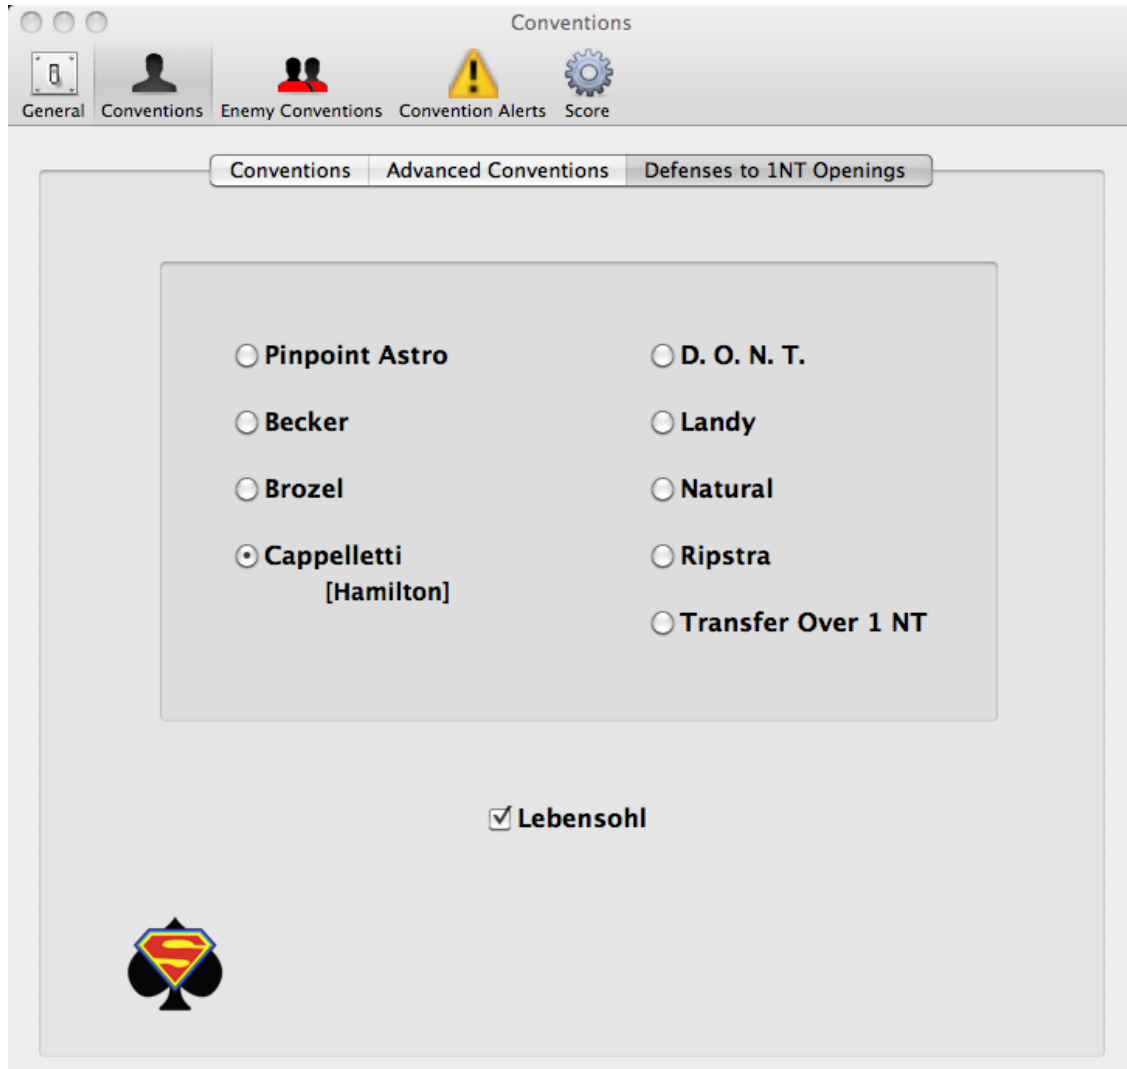 Conventions
General Conventions Enemy Conventions Convention Alerts Score
Conventions Advanced Conventions Defenses to 1NT Openings
Pinpoint Astro
Becker
Brozel
Cappelletti
[Hamilton]
D. O. N. T.
Landy
Natural
Ripstra
Transfer Over 1 NT
Lebensohl
S